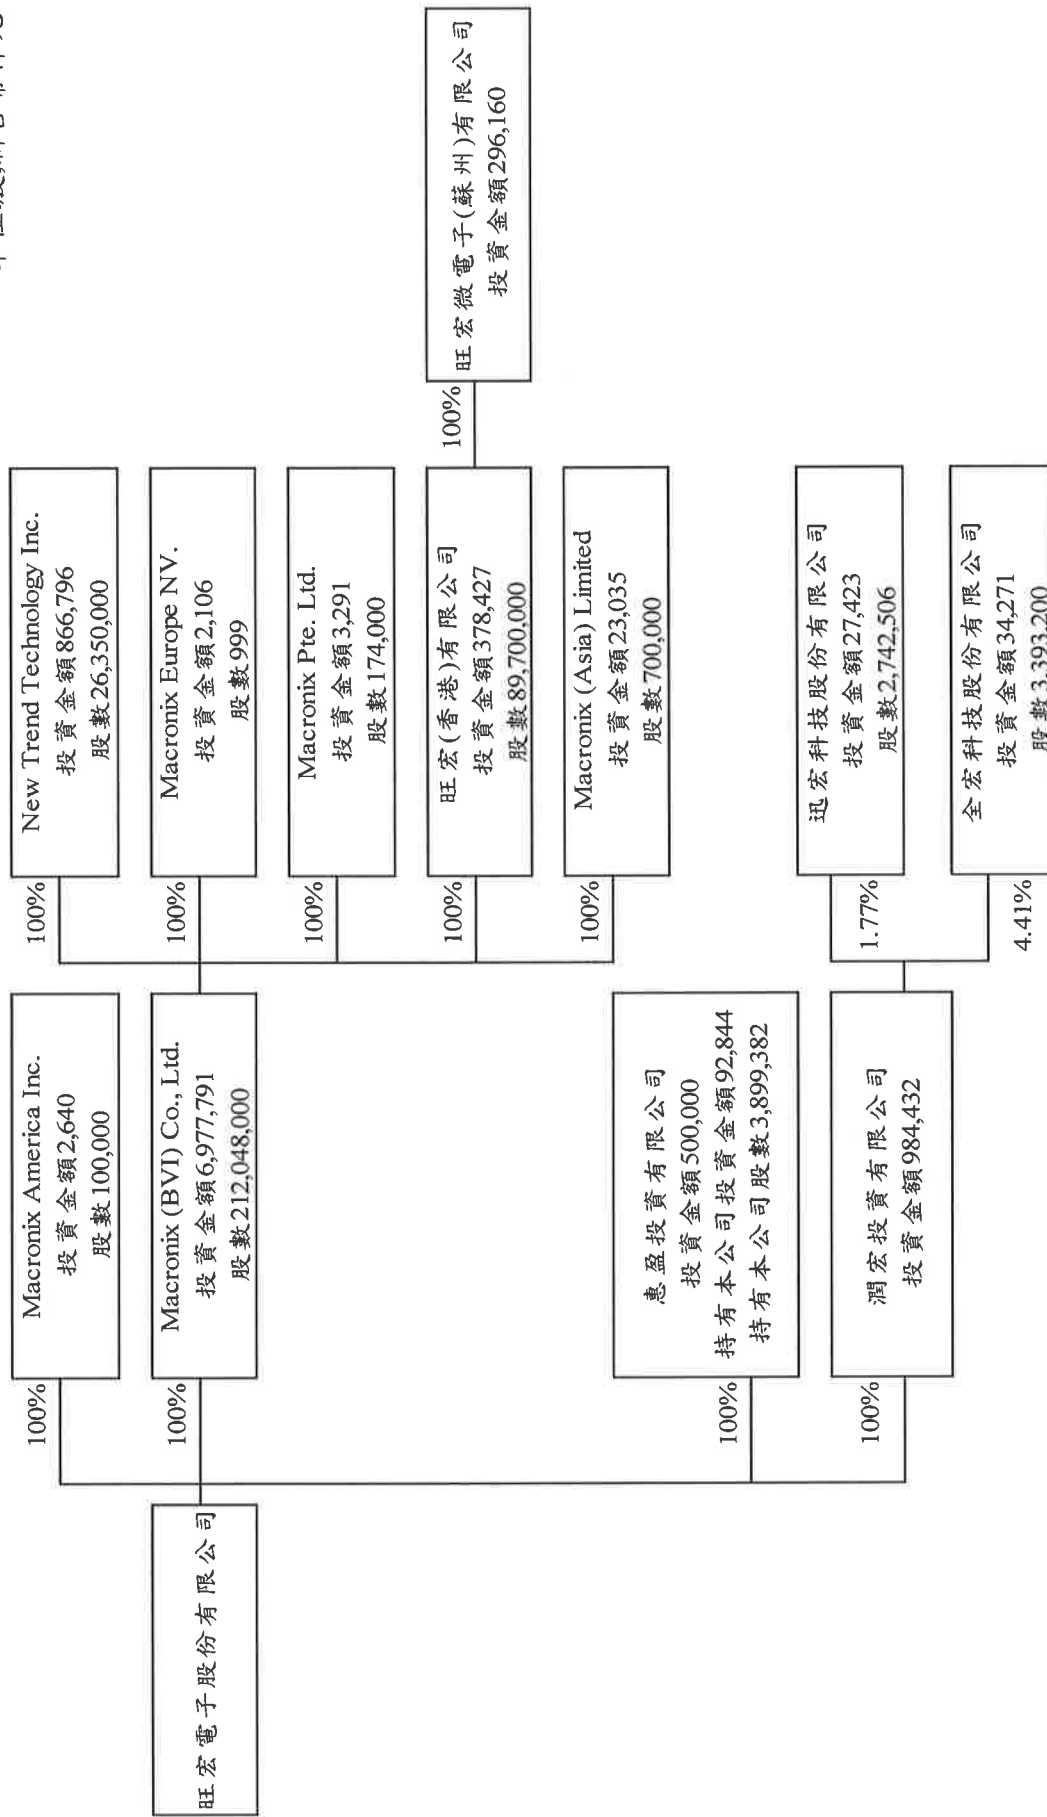 旺宏電子股份有限公司
100%
Macronix America Inc.
投資金額2,640
股數100,000
100%
Macronix (BVI) Co., Ltd.
投資金額6,977,791
股數212,048,000
100%
惠盈投資有限公司
投資金額500,000
持有本公司投資金額92,844
持有本公司股數3,899,382
100%
潤宏投資有限公司
投資金額984,432
100%
New Trend Technology Inc.
投資金額866,796
股數26,350,000
100%
Macronix Europe NV.
投資金額2,106
股數999
100%
Macronix Pte. Ltd.
投資金額3,291
股數174,000
100%
旺宏(香港)有限公司
投資金額378,427
股數89,700,000
100%
Macronix (Asia) Limited
投資金額23,035
股數700,000
1.77%
迅宏科技股份有限公司
投資金額27,423
股數2,742,506
4.41%
全宏科技股份有限公司
投資金額34,271
股數3,393,200
100%
旺宏微電子(蘇州)有限公司
投資金額296,160